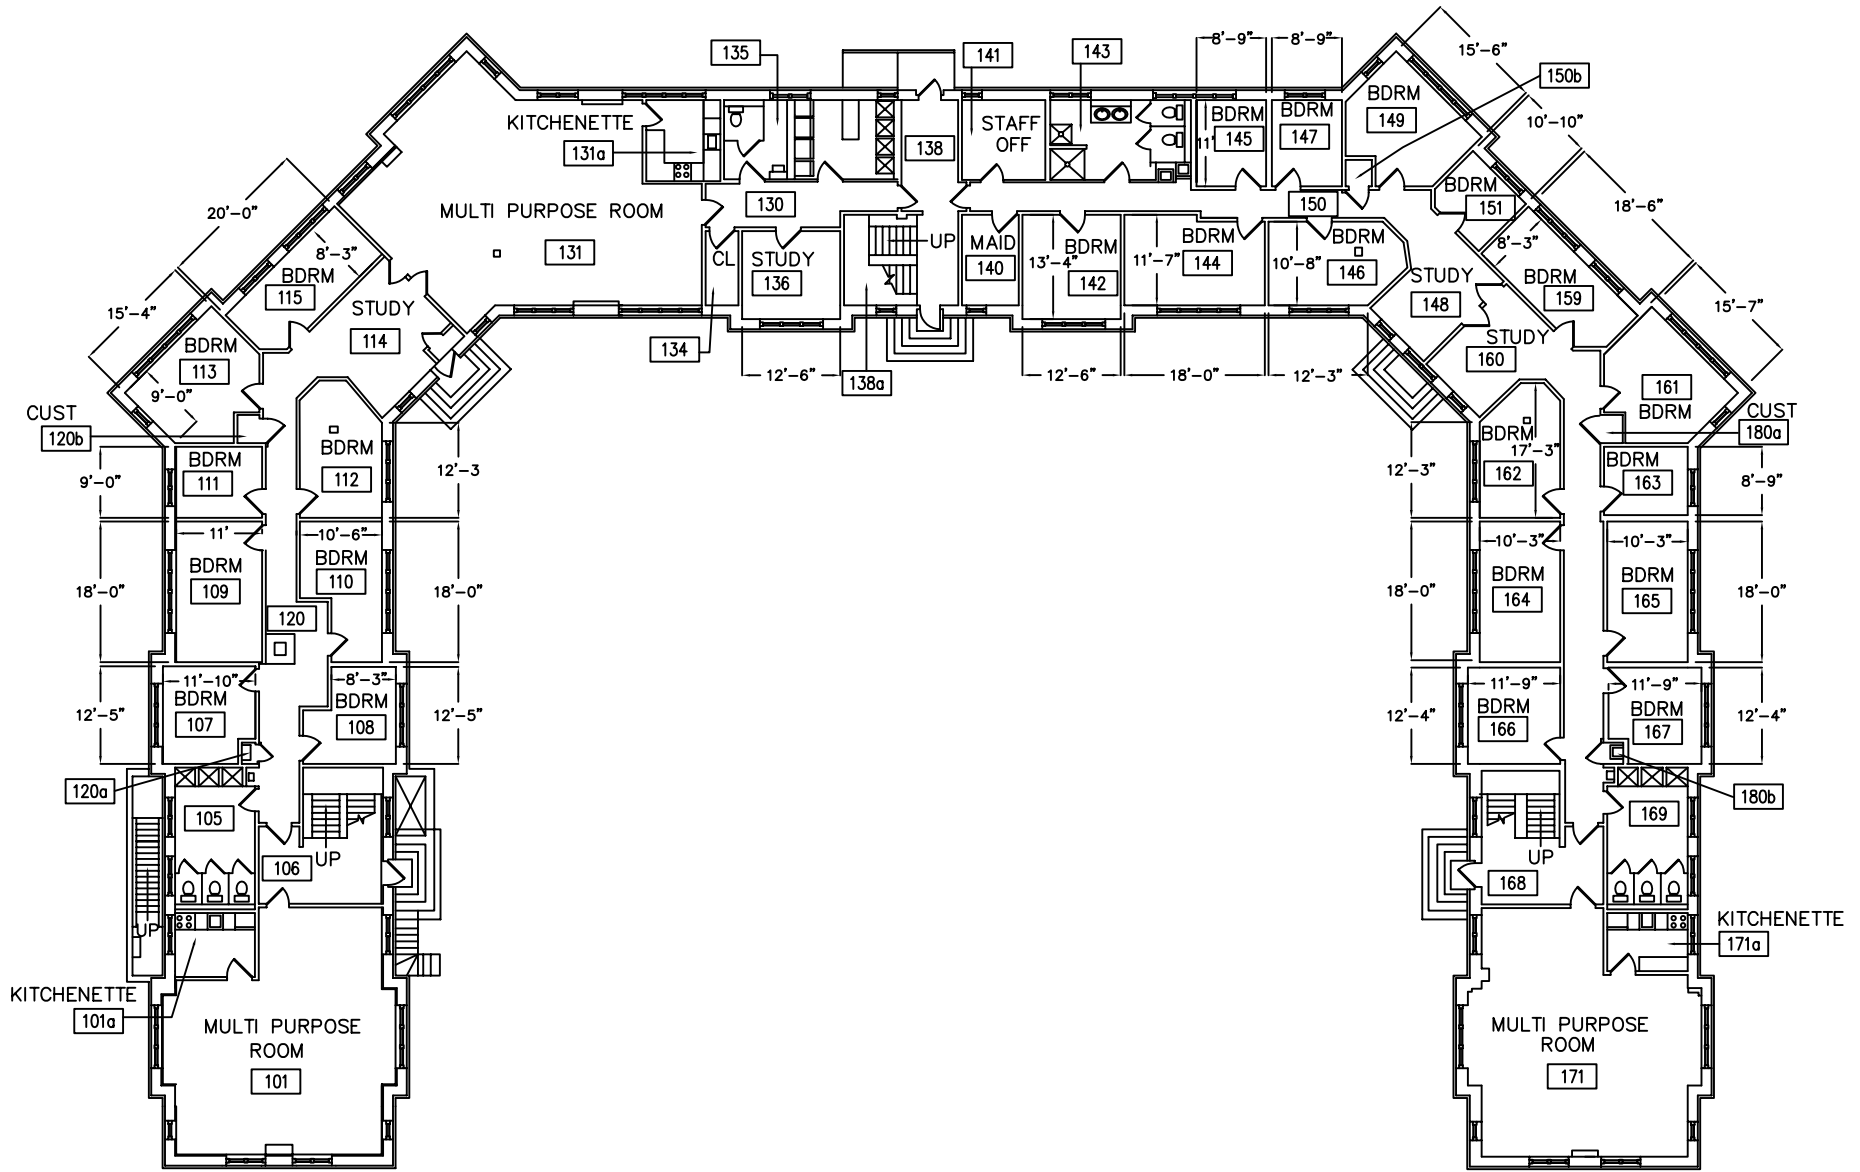 135
141
143
8'-9"
8'-9"
15'-6"
150b
10'-10"
18'-6"
15'-7"
KITCHENETTE
131a
138
STAFF
OFF
BDRM
145
11'
BDRM
147
BDRM
149
BDRM
151
20'-0"
15'-4"
MULTI PURPOSE ROOM
131
130
CL
STUDY
136
134
12'-6"
UP
138a
MAID
140
13'-4"
BDRM
142
11'-7"
BDRM
144
150
10'-8"
BDRM
146
12'-6"
18'-0"
12'-3"
STUDY
148
8'-3"
BDRM
159
STUDY
160
161
BDRM
CUST
180a
8'-3"
BDRM
115
STUDY
114
BDRM
113
9'-0"
CUST
120b
BDRM
111
9'-0"
BDRM
112
12'-3
11'
BDRM
109
18'-0"
10'-6"
BDRM
110
18'-0"
120
11'-10"
BDRM
107
12'-5"
8'-3"
BDRM
108
12'-5"
120a
105
UP
106
UP
KITCHENETTE
101a
MULTI PURPOSE
ROOM
101
BDRM
17'-3"
162
12'-3"
BDRM
163
8'-9"
10'-3"
BDRM
164
18'-0"
10'-3"
BDRM
165
18'-0"
11'-9"
BDRM
166
12'-4"
11'-9"
BDRM
167
12'-4"
180b
169
UP
168
KITCHENETTE
171a
MULTI PURPOSE
ROOM
171